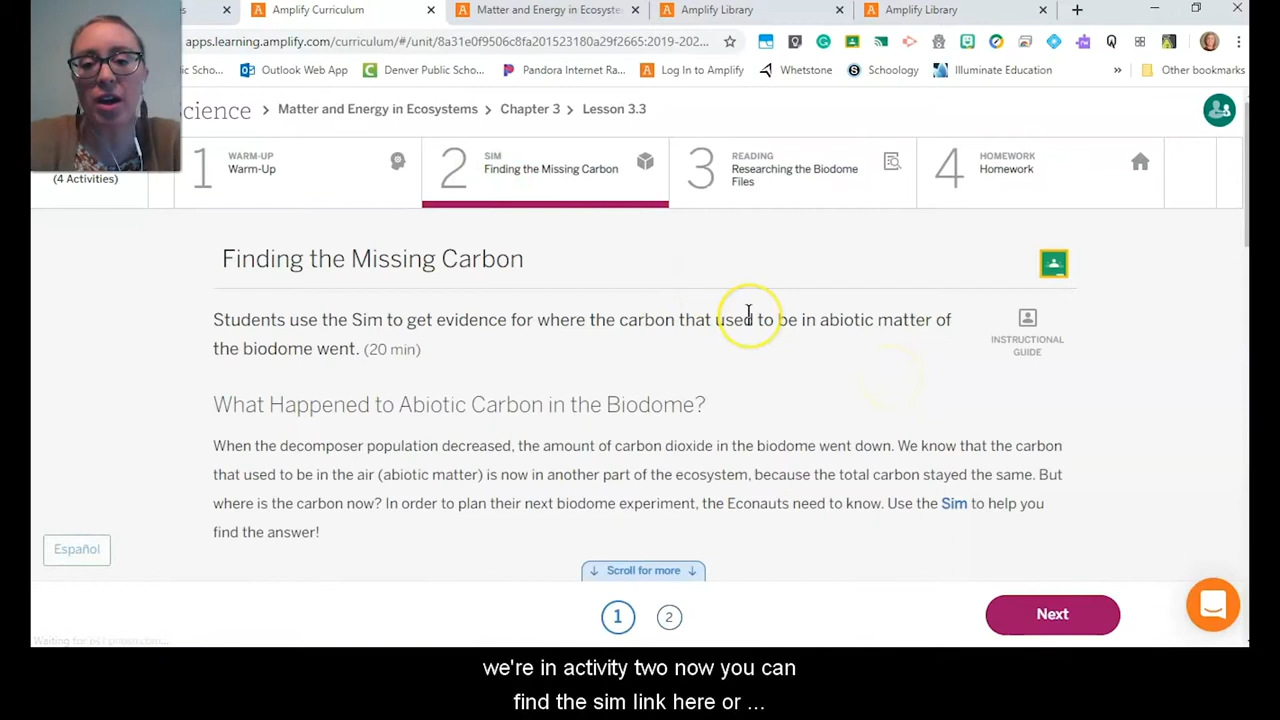 s
Amplify Curriculum
Matter and Energy in Ecosyste
Amplify Library
Amplify Library
apps.learning.amplify.com/curriculum/#/unit/8a31e0f9506c8fa201523180a29f2665:2019-202...
Public Scho...
Outlook Web App
Denver Public Scho...
Pandora Internet Ra...
Log In to Amplify
Whetstone
Schoology
Illuminate Education
»
Other bookmarks
Science > Matter and Energy in Ecosystems > Chapter 3 > Lesson 3.3
(4 Activities)
1 WARM-UP
Warm-Up
2 SIM
Finding the Missing Carbon
3 READING
Researching the Biodome
Files
4 HOMEWORK
Homework
Finding the Missing Carbon
Students use the Sim to get evidence for where the carbon that used to be in abiotic matter of
the biodome went. (20 min)
INSTRUCTIONAL
GUIDE
What Happened to Abiotic Carbon in the Biodome?
When the decomposer population decreased, the amount of carbon dioxide in the biodome went down. We know that the carbon
that used to be in the air (abiotic matter) is now in another part of the ecosystem, because the total carbon stayed the same. But
where is the carbon now? In order to plan their next biodome experiment, the Econauts need to know. Use the Sim to help you
find the answer!
Español
↓ Scroll for more ↓
1 2
Next
we're in activity two now you can
find the sim link here or ...